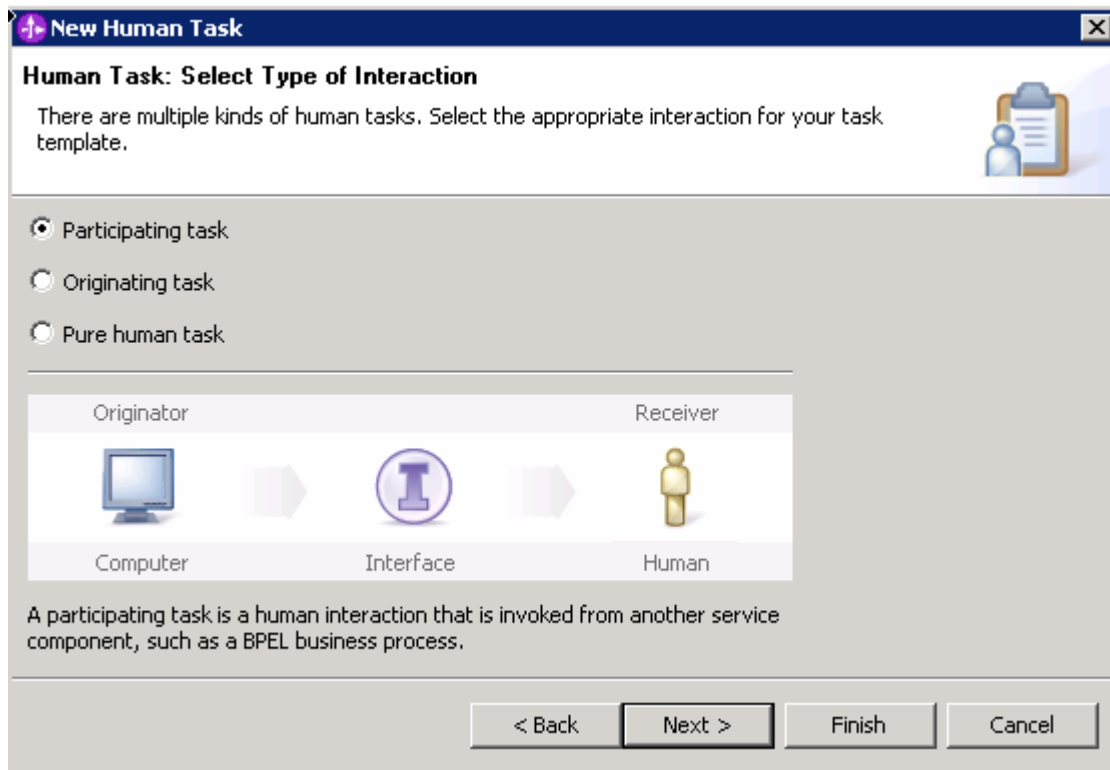 New Human Task
Human Task: Select Type of Interaction
There are multiple kinds of human tasks. Select the appropriate interaction for your task
template.
Participating task
Originating task
Pure human task
Originator Receiver
Computer Interface Human
A participating task is a human interaction that is invoked from another service
component, such as a BPEL business process.
< Back Next > Finish Cancel